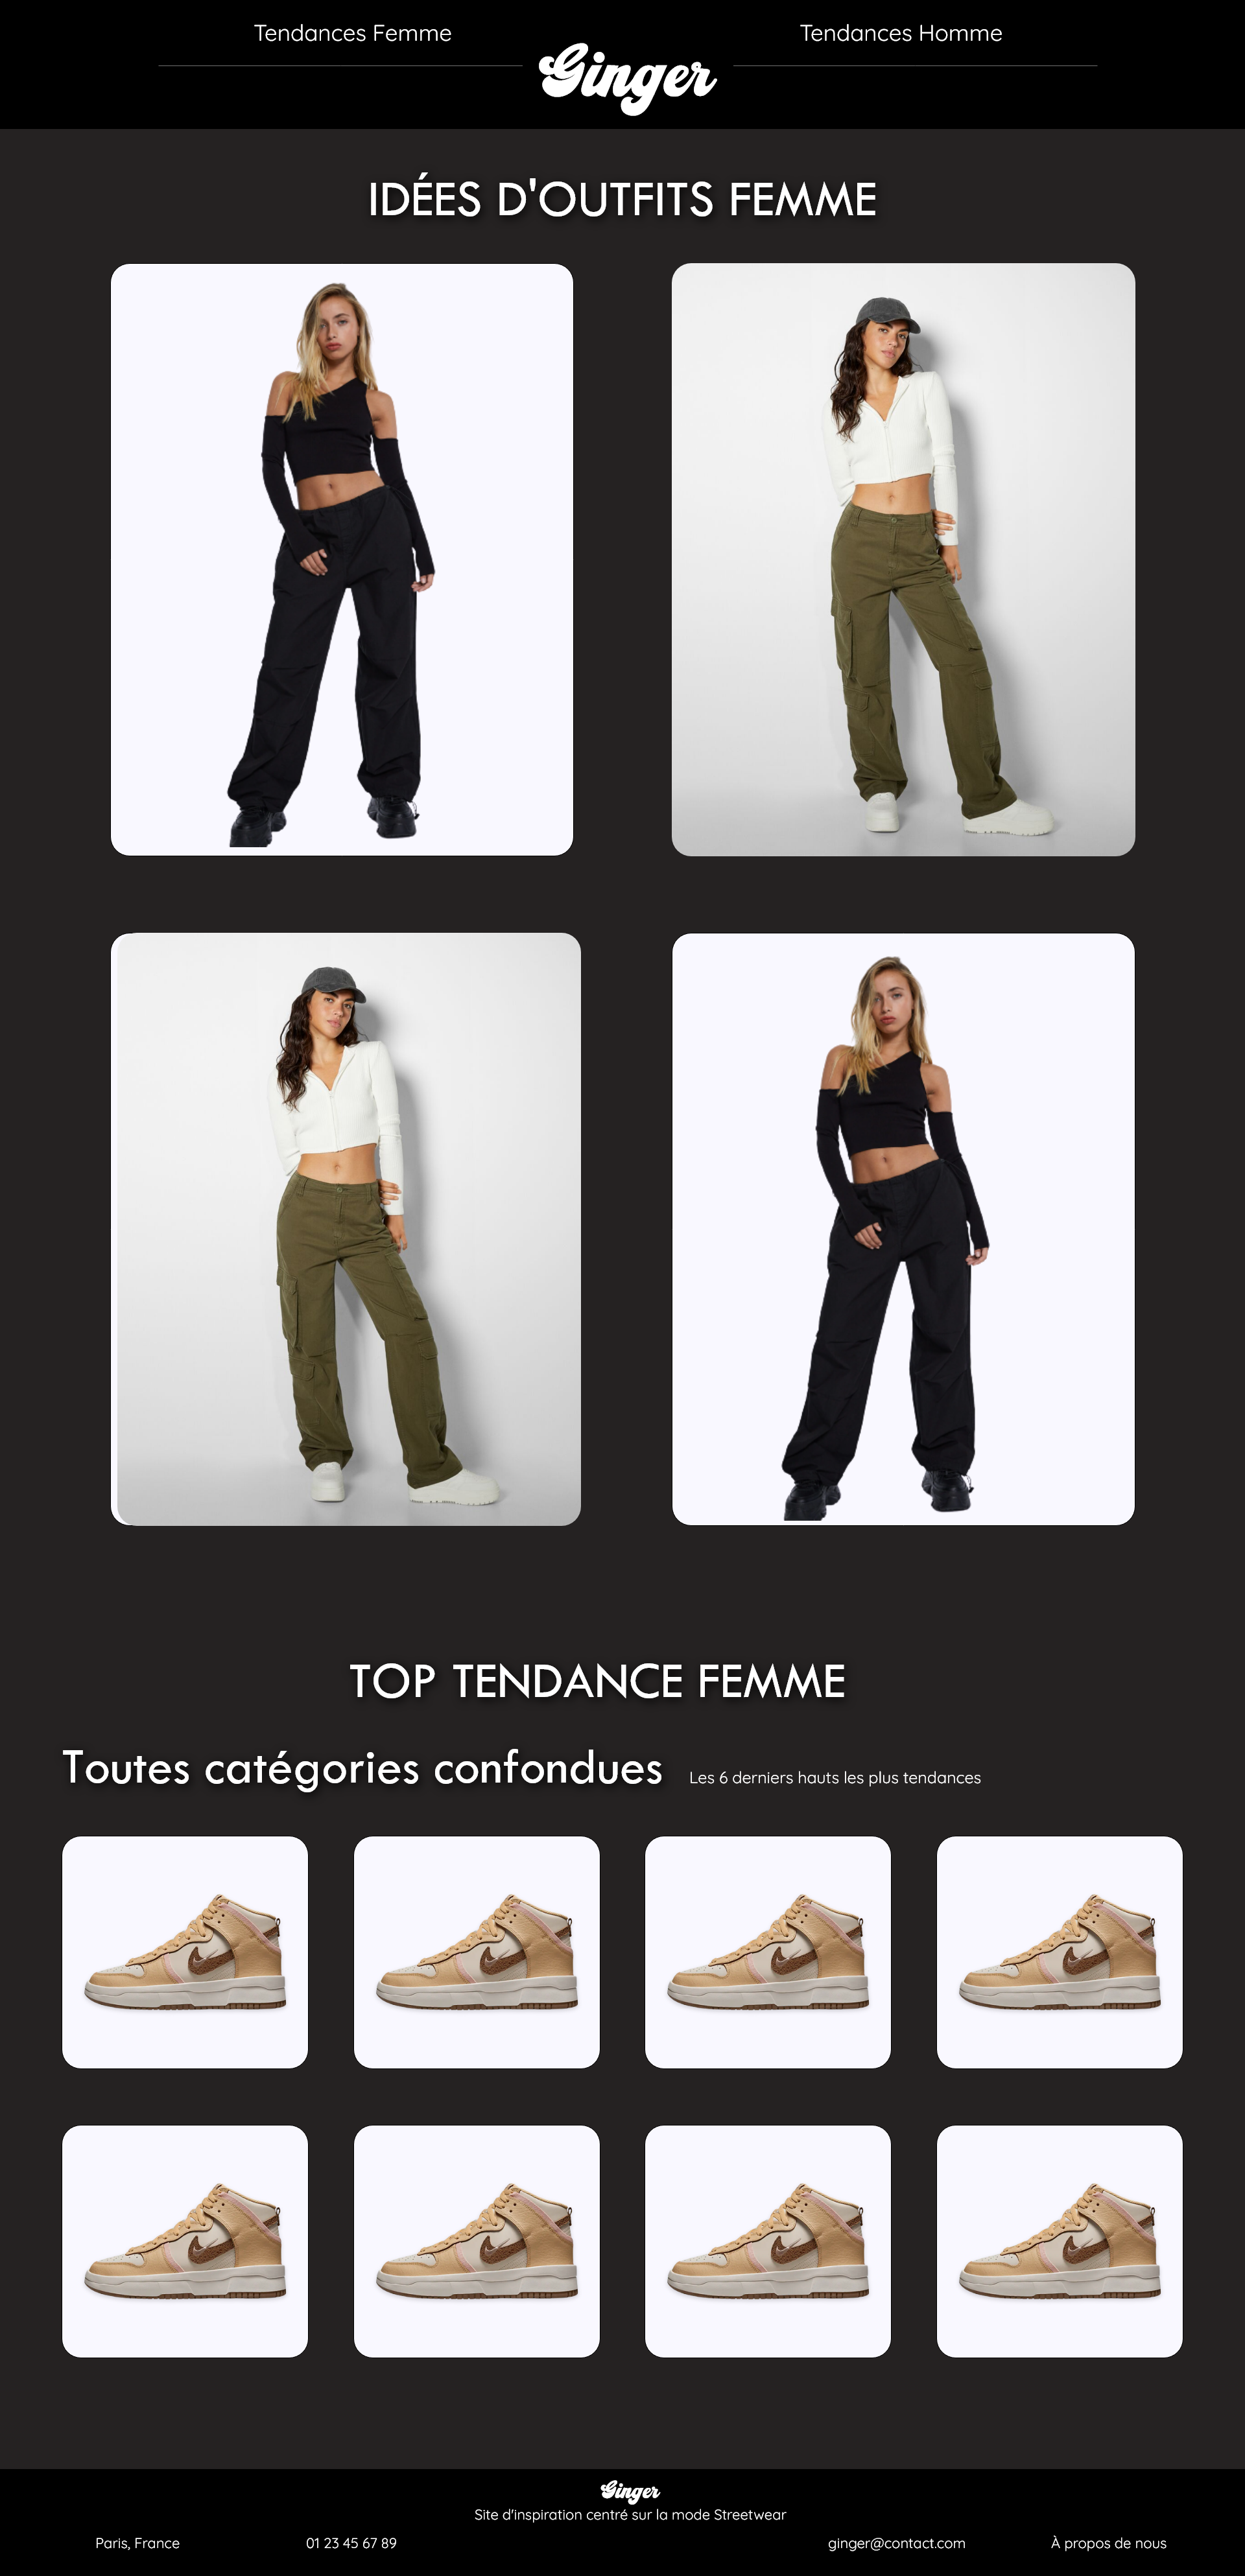 Tendances Femme
Ginger
Tendances Homme
IDÉES D'OUTFITS FEMME
TOP TENDANCE FEMME
Toutes catégories confondues
Les 6 derniers hauts les plus tendances
Ginger
Site d'inspiration centré sur la mode Streetwear
Paris, France
01 23 45 67 89
ginger@contact.com
À propos de nous